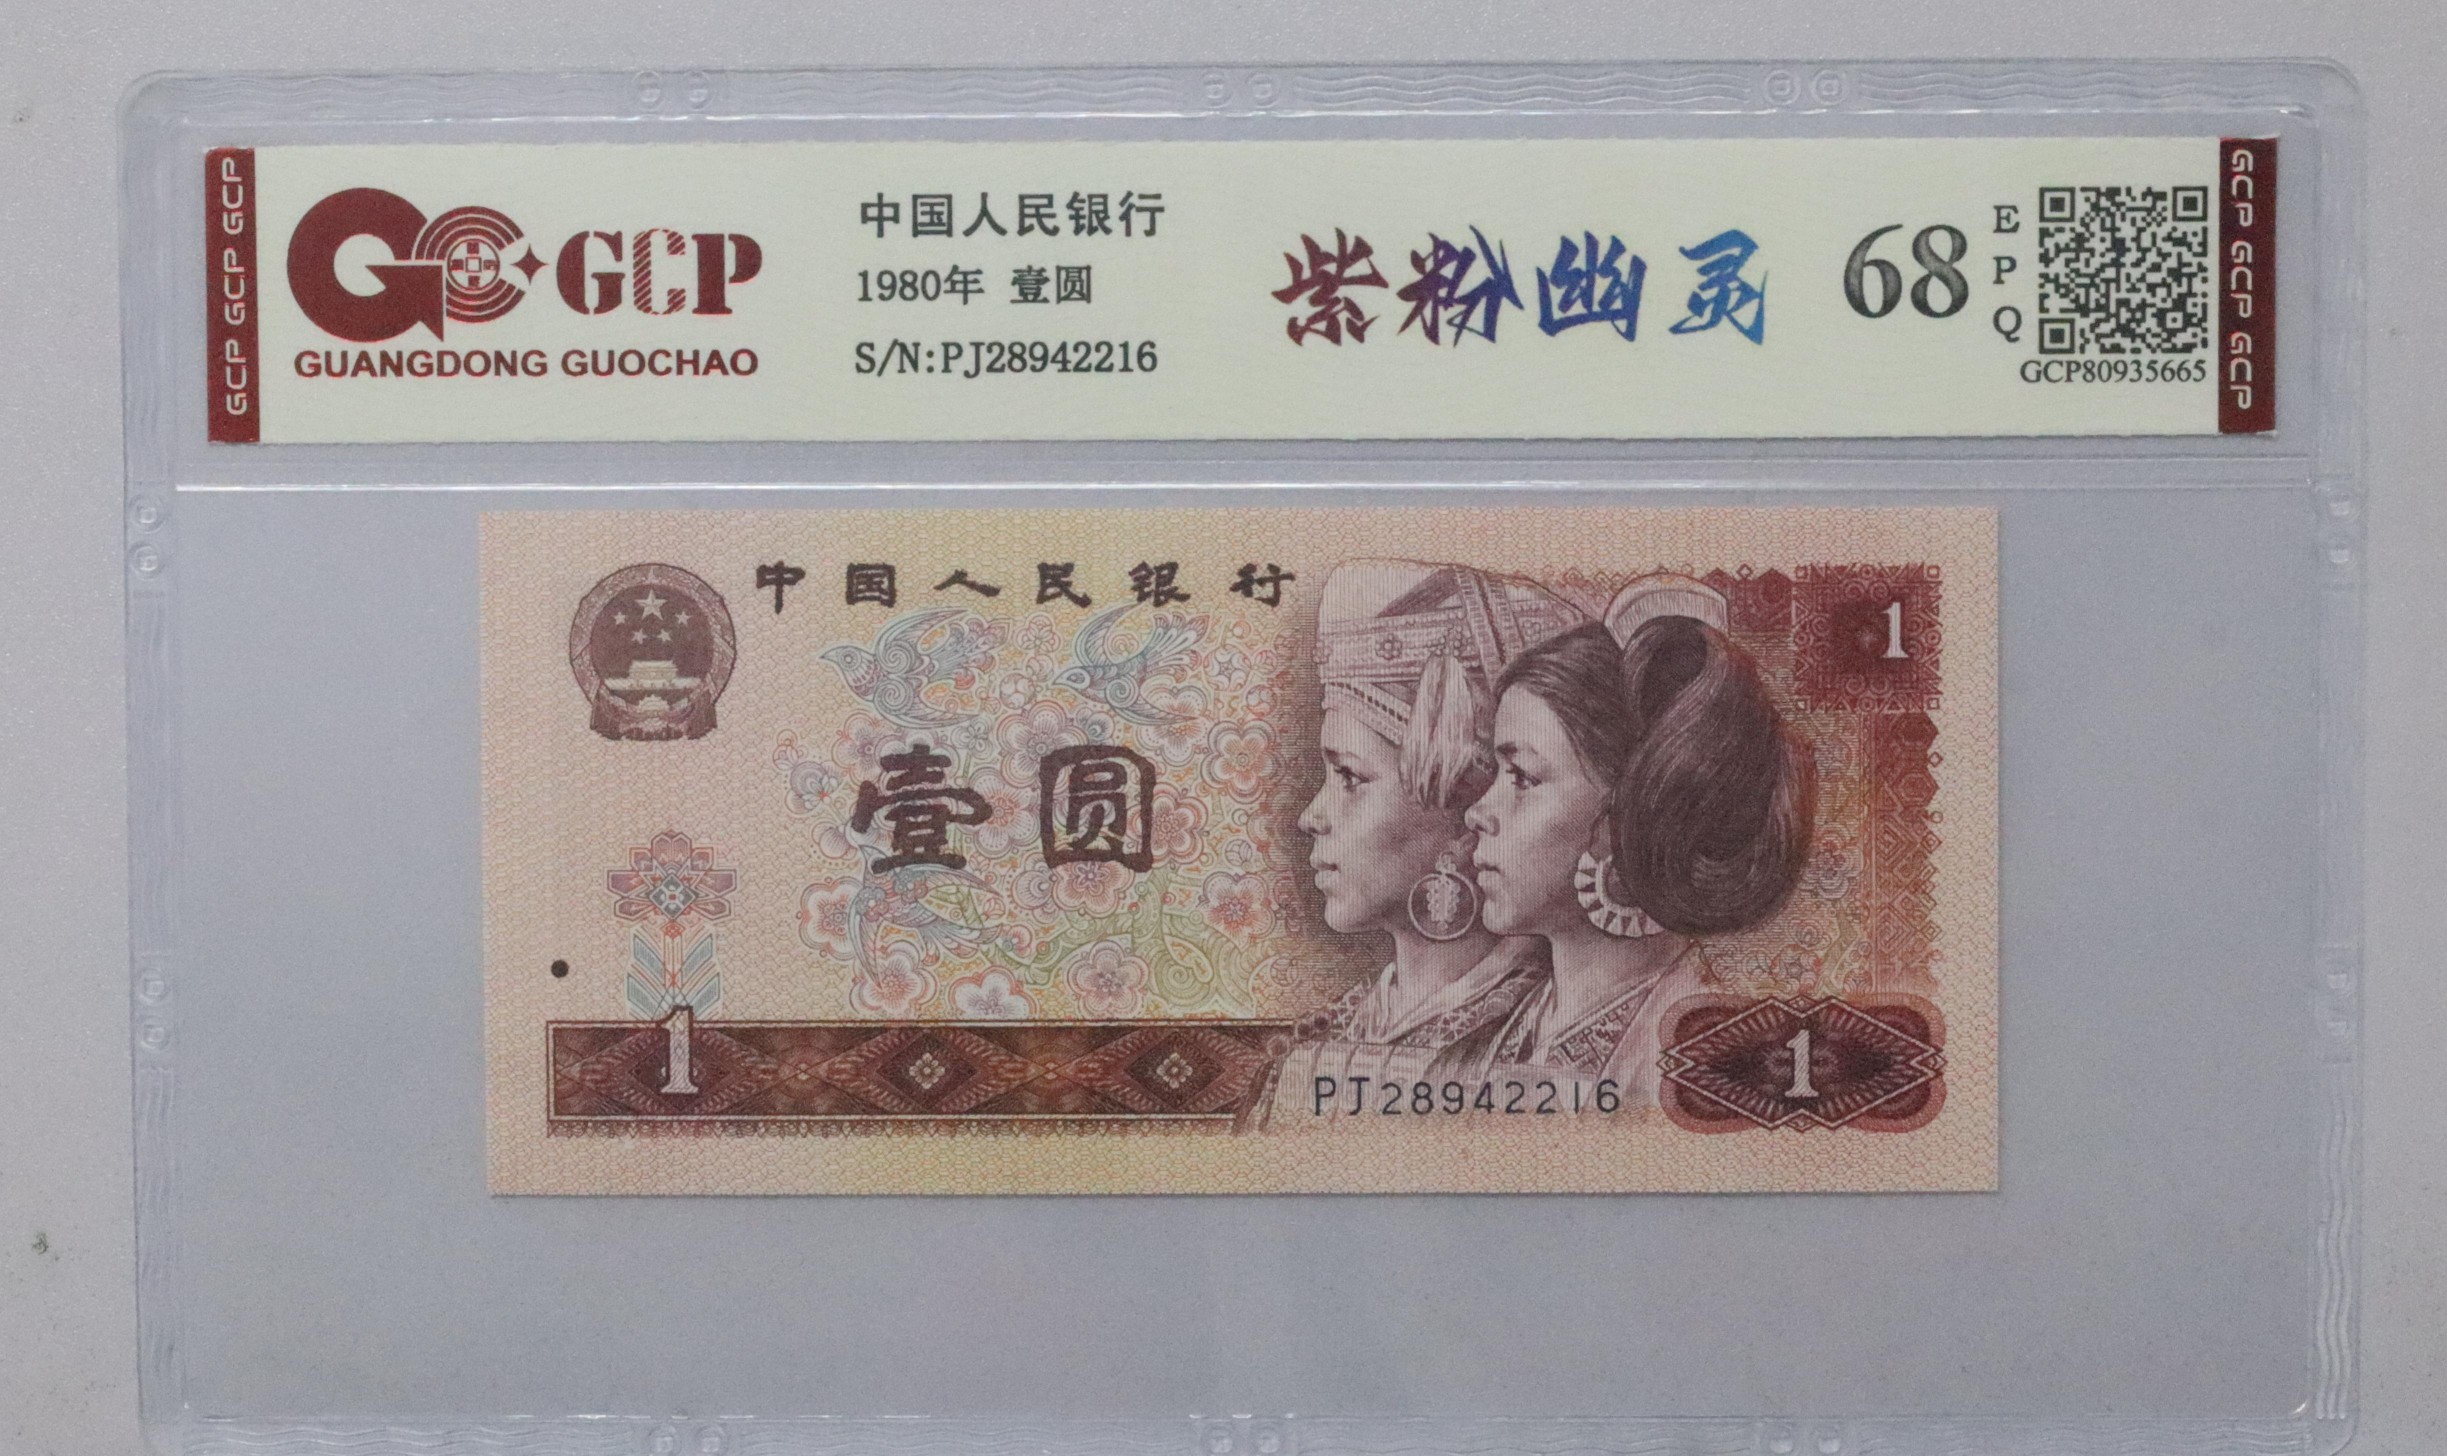 GCP GCP GCP
GCP
GUANGDONG GUOCHAO
中国人民银行
1980年 壹圆
S/N:PJ28942216
紫粉幽灵
68
E
P
Q
GCP80935665
GCP GCP GCP
中国人民银行
1
壹圆
1
PJ28942216
1